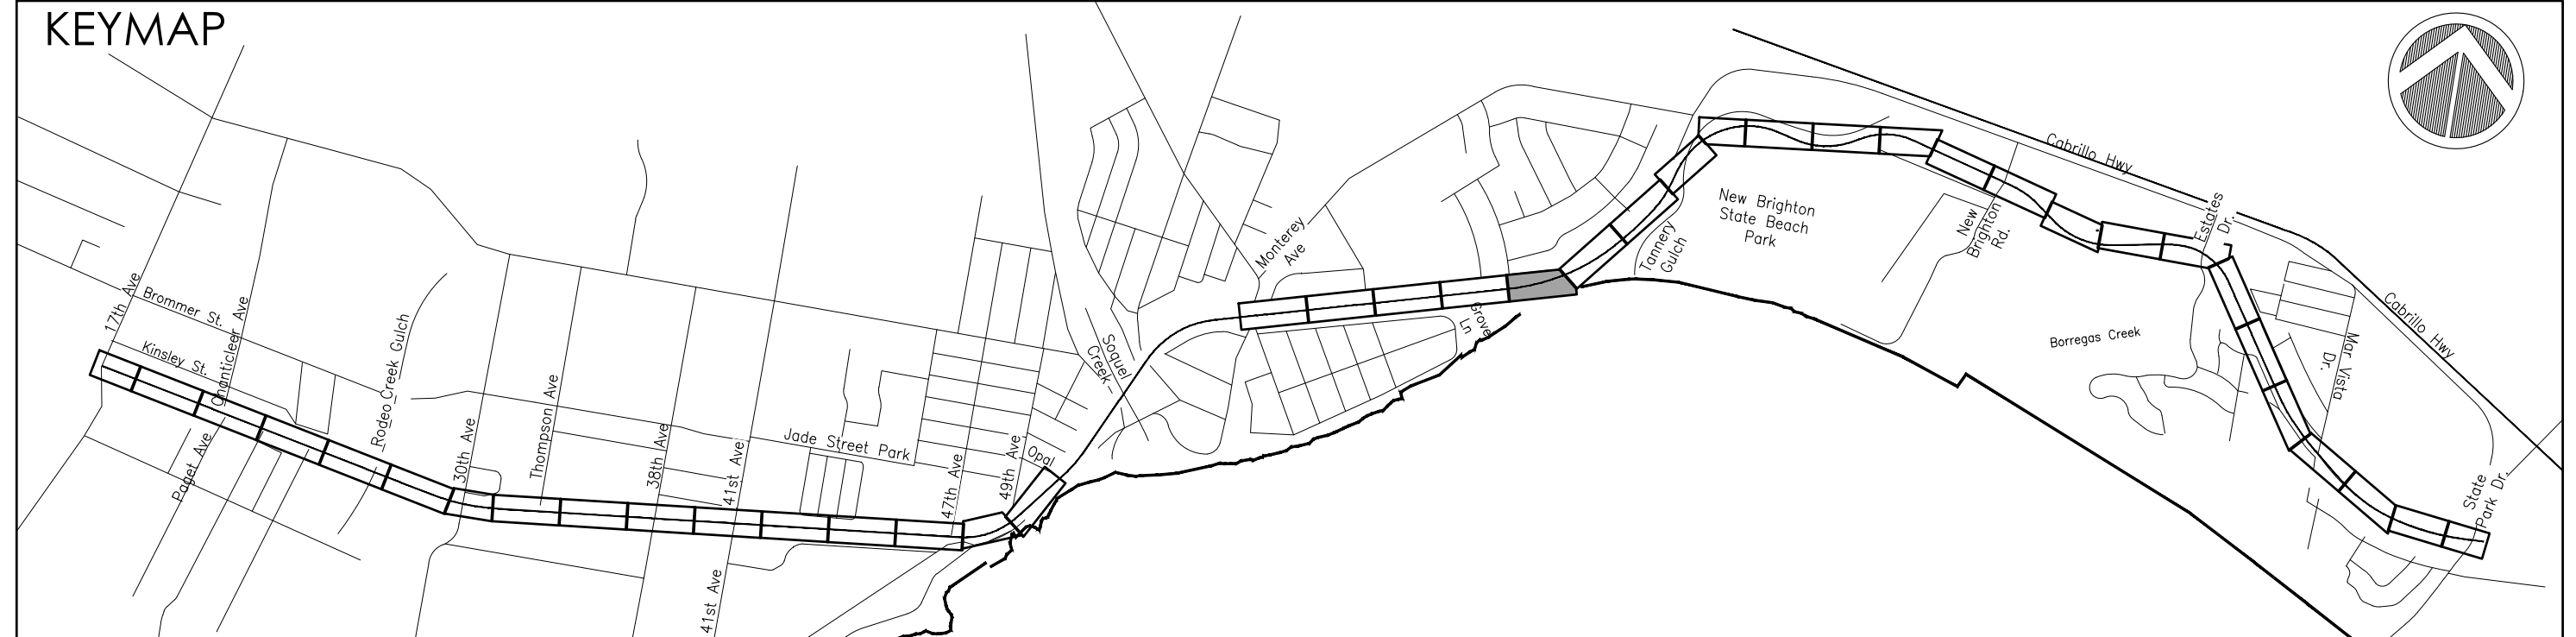 KEYMAP
Cabrillo Hwy
New Brighton
State Beach
Park
New
Brighton
Rd.
Estates
Dr.
Monterey
Ave
Tannery
Gulch
17th Ave
Brommer St.
Chanticleer Ave
Kinsley St.
Rodeo Creek Gulch
Soquel
Creek
Grove
Ln
Borregas Creek
Mar Vista
Dr.
Cabrillo Hwy
Paget Ave
30th Ave
Thompson Ave
38th Ave
41st Ave
Jade Street Park
47th Ave
49th Ave
Opal
State
Park Dr.
41st Ave